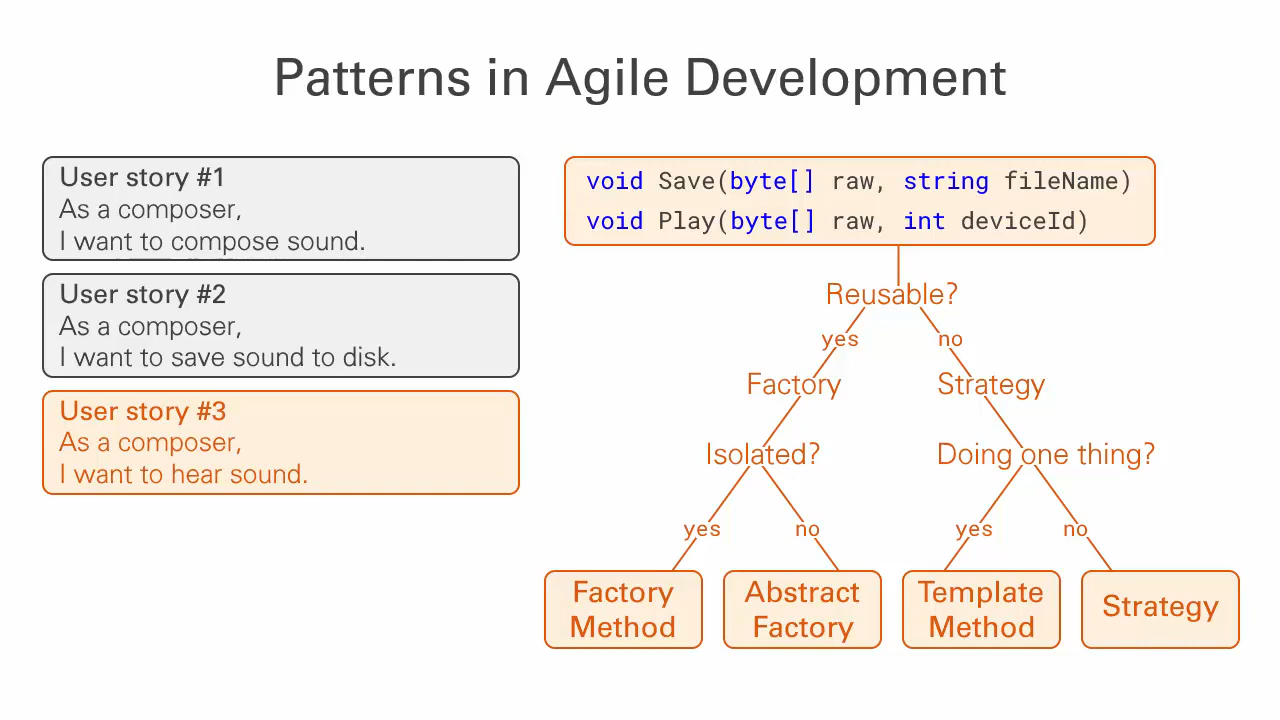 Patterns in Agile Development
User story #1
As a composer,
I want to compose sound.
User story #2
As a composer,
I want to save sound to disk.
User story #3
As a composer,
I want to hear sound.
void Save(byte[] raw, string fileName)
void Play(byte[] raw, int deviceId)
Reusable?
yes
no
Factory
Strategy
Isolated?
Doing one thing?
yes
no
yes
no
Factory
Method
Abstract
Factory
Template
Method
Strategy